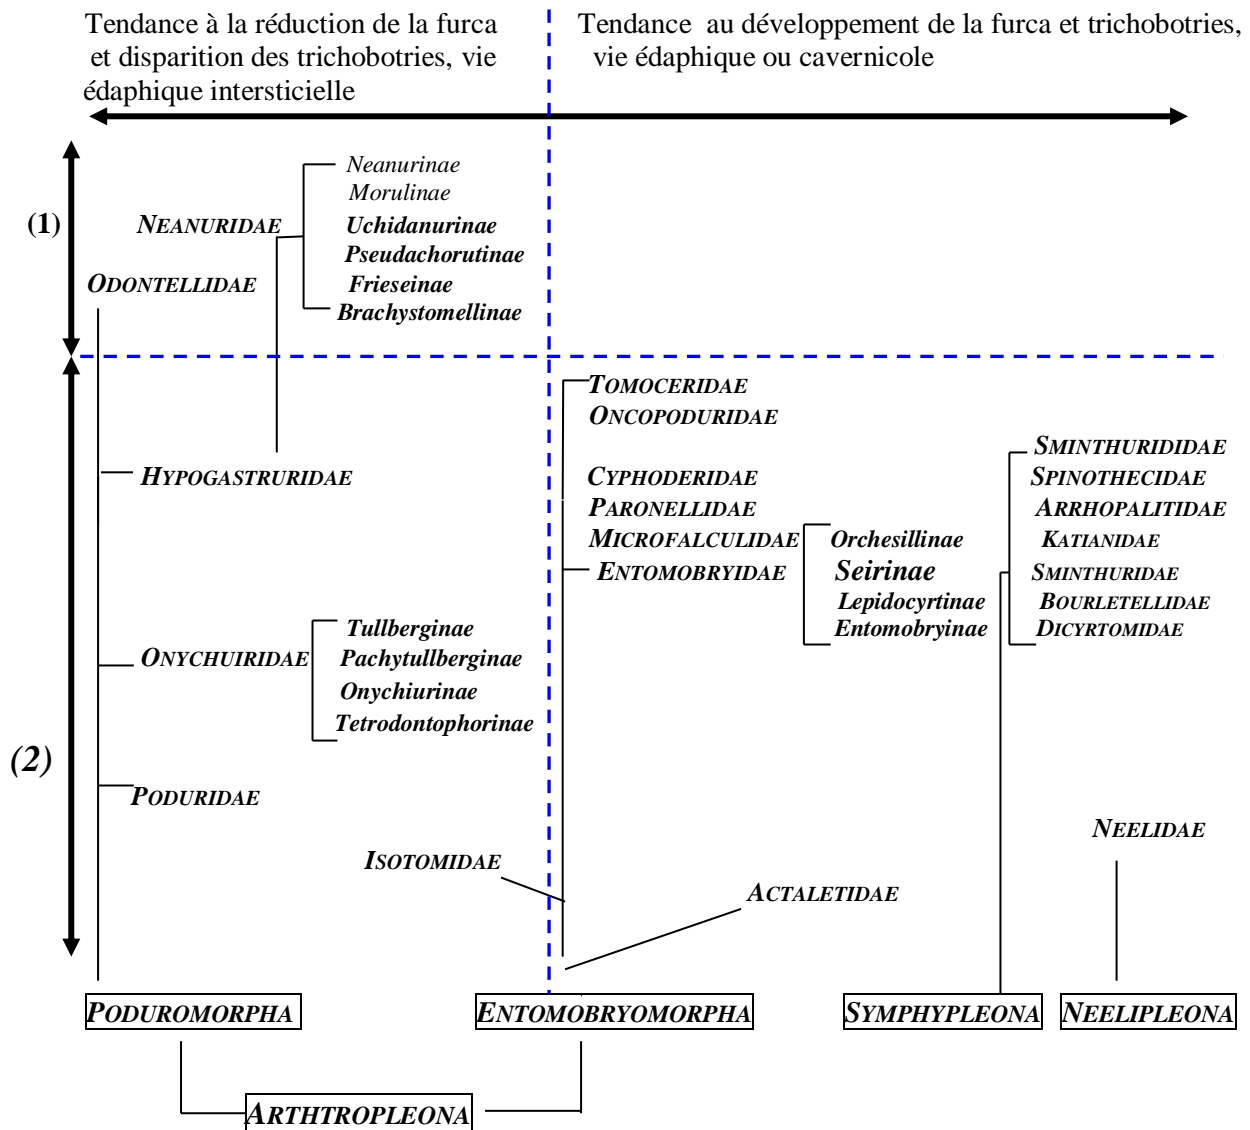 Tendance à la réduction de la furca
et disparition des trichobotries, vie
édaphique intersticielle
Tendance au développement de la furca et trichobotries,
vie édaphique ou cavernicole
(1)
Neanurinae
Morulinae
NEANURIDAE
Uchidanurinae
Pseudachorutinae
ODONTELLIDAE
Frieseinae
Brachystomellinae
TOMOCERIDAE
ONCOPODURIDAE
HYPOGASTRURIDAE
CYPHODERIDAE
PARONELLIDAE
MICROFALCULIDAE
ENTOMOBRYIDAE
Orchesillinae
Seirinae
Lepidocyrtinae
Entomobryinae
SMINTHURIDIDAE
SPINOTHECIDAE
ARRHOPALITIDAE
KATIANIDAE
SMINTHURIDAE
BOURLETELLIDAE
DICYRTOMIDAE
ONYCHUIRIDAE
Tullberginae
Pachytullberginae
Onychiurinae
Tetrodontophorinae
(2)
PODURIDAE
ISOTOMIDAE
ACTALETIDAE
NEELIDAE
PODUROMORPHA
ENTOMOBRYOMORPHA
SYMPHYPLEONA
NEELIPLEONA
ARTHTROPLEONA